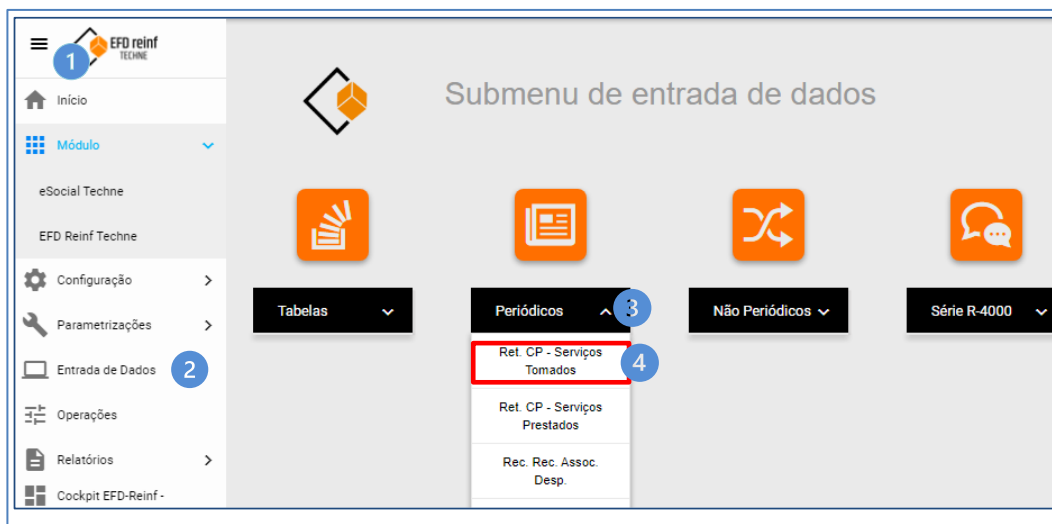 EFD reinf
TECHNE
1
Início
Módulo
eSocial Techne
EFD Reinf Techne
Configuração
Parametrizações
Entrada de Dados
2
Operações
Relatórios
Cockpit EFD-Reinf -
Submenu de entrada de dados
Tabelas
Periódicos
3
Ret. CP - Serviços
Tomados
4
Ret. CP - Serviços
Prestados
Rec. Rec. Assoc.
Desp.
Não Periódicos
Série R-4000